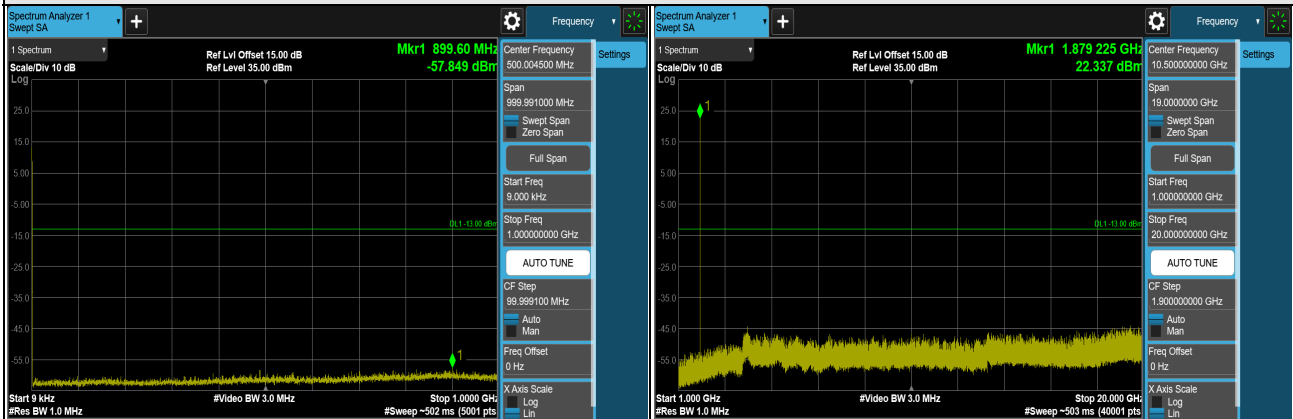 Spectrum Analyzer 1
Swept SA
+
Frequency
1 Spectrum
Scale/Div 10 dB
Log
Ref Lvl Offset 15.00 dB
Ref Level 35.00 dBm
Mkr1 899.60 MHz
-57.849 dBm
25.0
15.0
5.00
-5.00
-15.0
-25.0
-35.0
-45.0
-55.0
DL1 -13.00 dBm
1
Start 9 kHz
#Res BW 1.0 MHz
#Video BW 3.0 MHz
Stop 1.0000 GHz
#Sweep ~502 ms (5001 pts
Center Frequency
500.004500 MHz
Span
999.991000 MHz
Swept Span
Zero Span
Full Span
Start Freq
9.000 kHz
Stop Freq
1.000000000 GHz
AUTO TUNE
CF Step
99.999100 MHz
Auto
Man
Freq Offset
0 Hz
X Axis Scale
Log
Lin
Settings
Spectrum Analyzer 1
Swept SA
+
Frequency
1 Spectrum
Scale/Div 10 dB
Log
Ref Lvl Offset 15.00 dB
Ref Level 35.00 dBm
Mkr1 1.879 225 GHz
22.337 dBm
25.0
15.0
5.00
-5.00
-15.0
-25.0
-35.0
-45.0
-55.0
DL1 -13.00 dBm
1
Start 1.000 GHz
#Res BW 1.0 MHz
#Video BW 3.0 MHz
Stop 20.000 GHz
#Sweep ~503 ms (40001 pts
Center Frequency
10.500000000 GHz
Span
19.0000000 GHz
Swept Span
Zero Span
Full Span
Start Freq
1.000000000 GHz
Stop Freq
20.000000000 GHz
AUTO TUNE
CF Step
1.900000000 GHz
Auto
Man
Freq Offset
0 Hz
X Axis Scale
Log
Lin
Settings